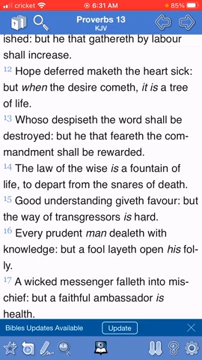 6:31 AM
85%
Proverbs 13
KJV
ished: but he that gathereth by labour
shall increase.
12 Hope deferred maketh the heart sick:
but when the desire cometh, it is a tree
of life.
13 Whoso despiseth the word shall be
destroyed: but he that feareth the com-
mandment shall be rewarded.
14 The law of the wise is a fountain of
life, to depart from the snares of death.
15 Good understanding giveth favour: but
the way of transgressors is hard.
16 Every prudent man dealeth with
knowledge: but a fool layeth open his fol-
ly.
17 A wicked messenger falleth into mis-
chief: but a faithful ambassador is
health.
Bibles Updates Available
Update